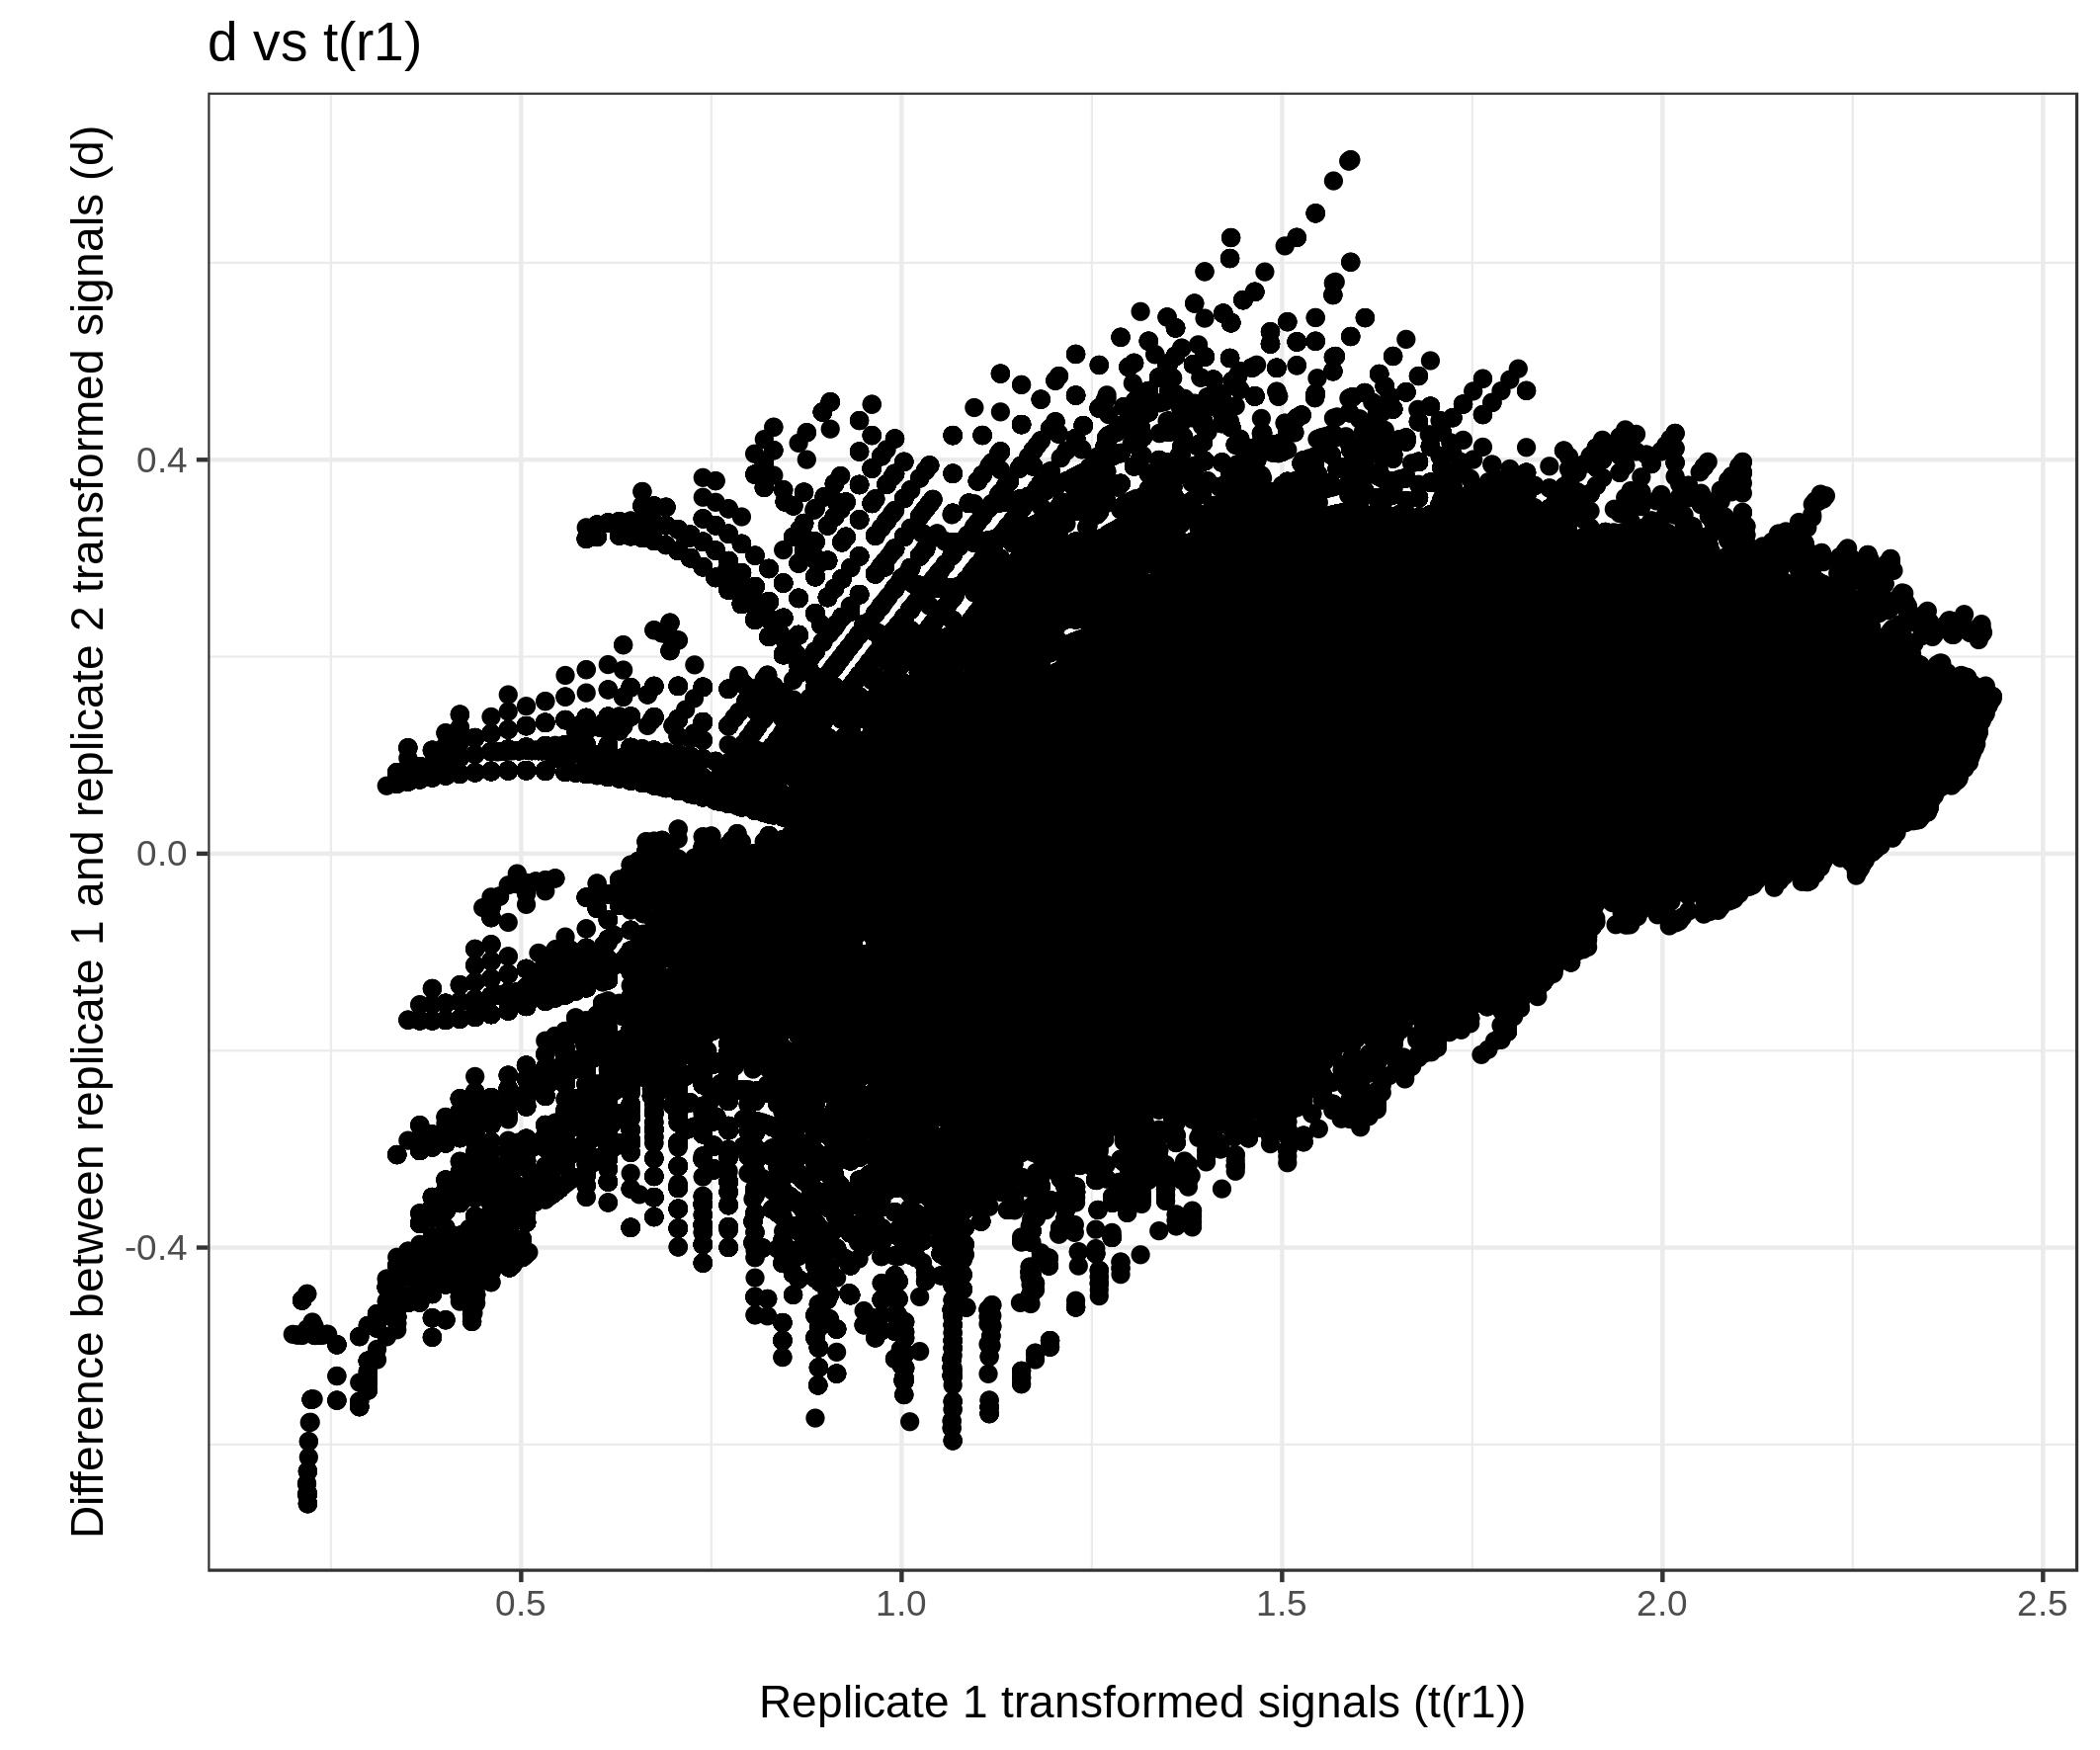 d vs t(r1)
Difference between replicate 1 and replicate 2 transformed signals (d)
0.4
0.0
-0.4
0.5 1.0 1.5 2.0 2.5
Replicate 1 transformed signals (t(r1))